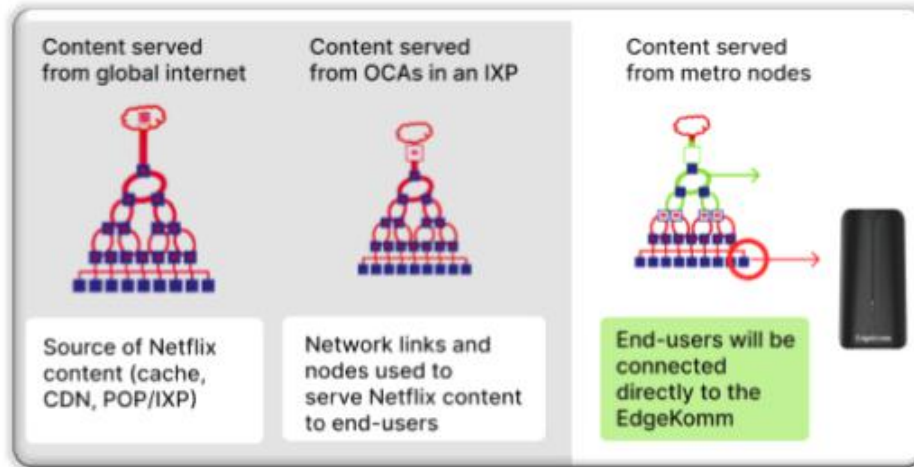 Content served
from global internet
Content served
from OCAs in an IXP
Content served
from metro nodes
Source of Netflix
content (cache,
CDN, POP/IXP)
Network links and
nodes used to
serve Netflix content
to end-users
End-users will be
connected
directly to the
EdgeKomm